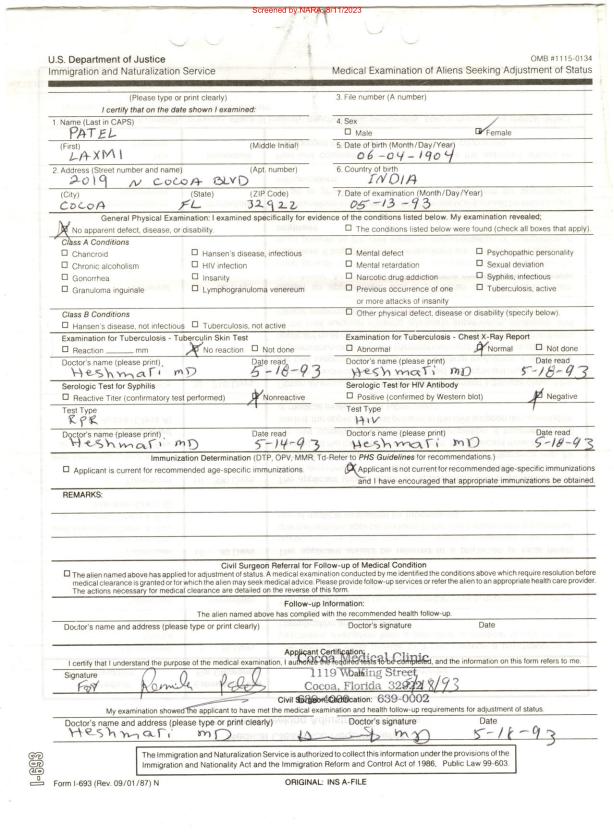 Screened by NARA, 8/11/2023
U.S. Department of Justice
OMB #1115-0134
Immigration and Naturalization Service
Medical Examination of Aliens Seeking Adjustment of Status
(Please type or print clearly)
I certify that on the date shown I examined:
3. File number (A number)
1. Name (Last in CAPS)
PATEL
4. Sex
Male Female
(First) (Middle Initial)
LAXMI
5. Date of birth (Month/Day/Year)
06-04-1904
2. Address (Street number and name) (Apt. number)
2019 N COCOA BLVD
6. Country of birth
INDIA
(City) (State) (ZIP Code)
COCOA FL 32922
7. Date of examination (Month/Day/Year)
05-13-93
General Physical Examination: I examined specifically for evidence of the conditions listed below. My examination revealed;
No apparent defect, disease, or disability.
The conditions listed below were found (check all boxes that apply).
Class A Conditions
Chancroid Hansen's disease, infectious Mental defect Psychopathic personality
Chronic alcoholism HIV infection Mental retardation Sexual deviation
Gonorrhea Insanity Narcotic drug addiction Syphilis, infectious
Granuloma inguinale Lymphogranuloma venereum Previous occurrence of one or more attacks of insanity Tuberculosis, active
Class B Conditions
Other physical defect, disease or disability (specify below).
Hansen's disease, not infectious Tuberculosis, not active
Examination for Tuberculosis - Tuberculin Skin Test
Reaction ____ mm No reaction Not done
Doctor's name (please print) Date read
Heshmati MD 5-18-93
Examination for Tuberculosis - Chest X-Ray Report
Abnormal Normal Not done
Doctor's name (please print) Date read
Heshmati MD 5-18-93
Serologic Test for Syphilis
Reactive Titer (confirmatory test performed) Nonreactive
Test Type
RPR
Doctor's name (please print) Date read
Heshmati MD 5-14-93
Serologic Test for HIV Antibody
Positive (confirmed by Western blot) Negative
Test Type
HIV
Doctor's name (please print) Date read
Heshmati MD 5-18-93
Immunization Determination (DTP, OPV, MMR, Td-Refer to PHS Guidelines for recommendations.)
Applicant is current for recommended age-specific immunizations.
Applicant is not current for recommended age-specific immunizations
and I have encouraged that appropriate immunizations be obtained.
REMARKS:
Civil Surgeon Referral for Follow-up of Medical Condition
The alien named above has applied for adjustment of status. A medical examination conducted by me identified the conditions above which require resolution before
medical clearance is granted or for which the alien may seek medical advice. Please provide follow-up services or refer the alien to an appropriate health care provider.
The actions necessary for medical clearance are detailed on the reverse of this form.
Follow-up Information:
The alien named above has complied with the recommended health follow-up.
Doctor's name and address (please type or print clearly) Doctor's signature Date
Applicant Certification:
Cocoa Medical Clinic
I certify that I understand the purpose of the medical examination, I authorize the required tests to be completed, and the information on this form refers to me.
Signature
1119 Street
Cocoa, Florida
Civil Surgeon Certification: 639-0002
My examination showed the applicant to have met the medical examination and health follow-up requirements for adjustment of status.
Doctor's name and address (please type or print clearly) Doctor's signature Date
Heshmati MD MD 5-18-93
The Immigration and Naturalization Service is authorized to collect this information under the provisions of the
Immigration and Nationality Act and the Immigration Reform and Control Act of 1986, Public Law 99-603.
I-693
Form I-693 (Rev. 09/01/87) N
ORIGINAL: INS A-FILE